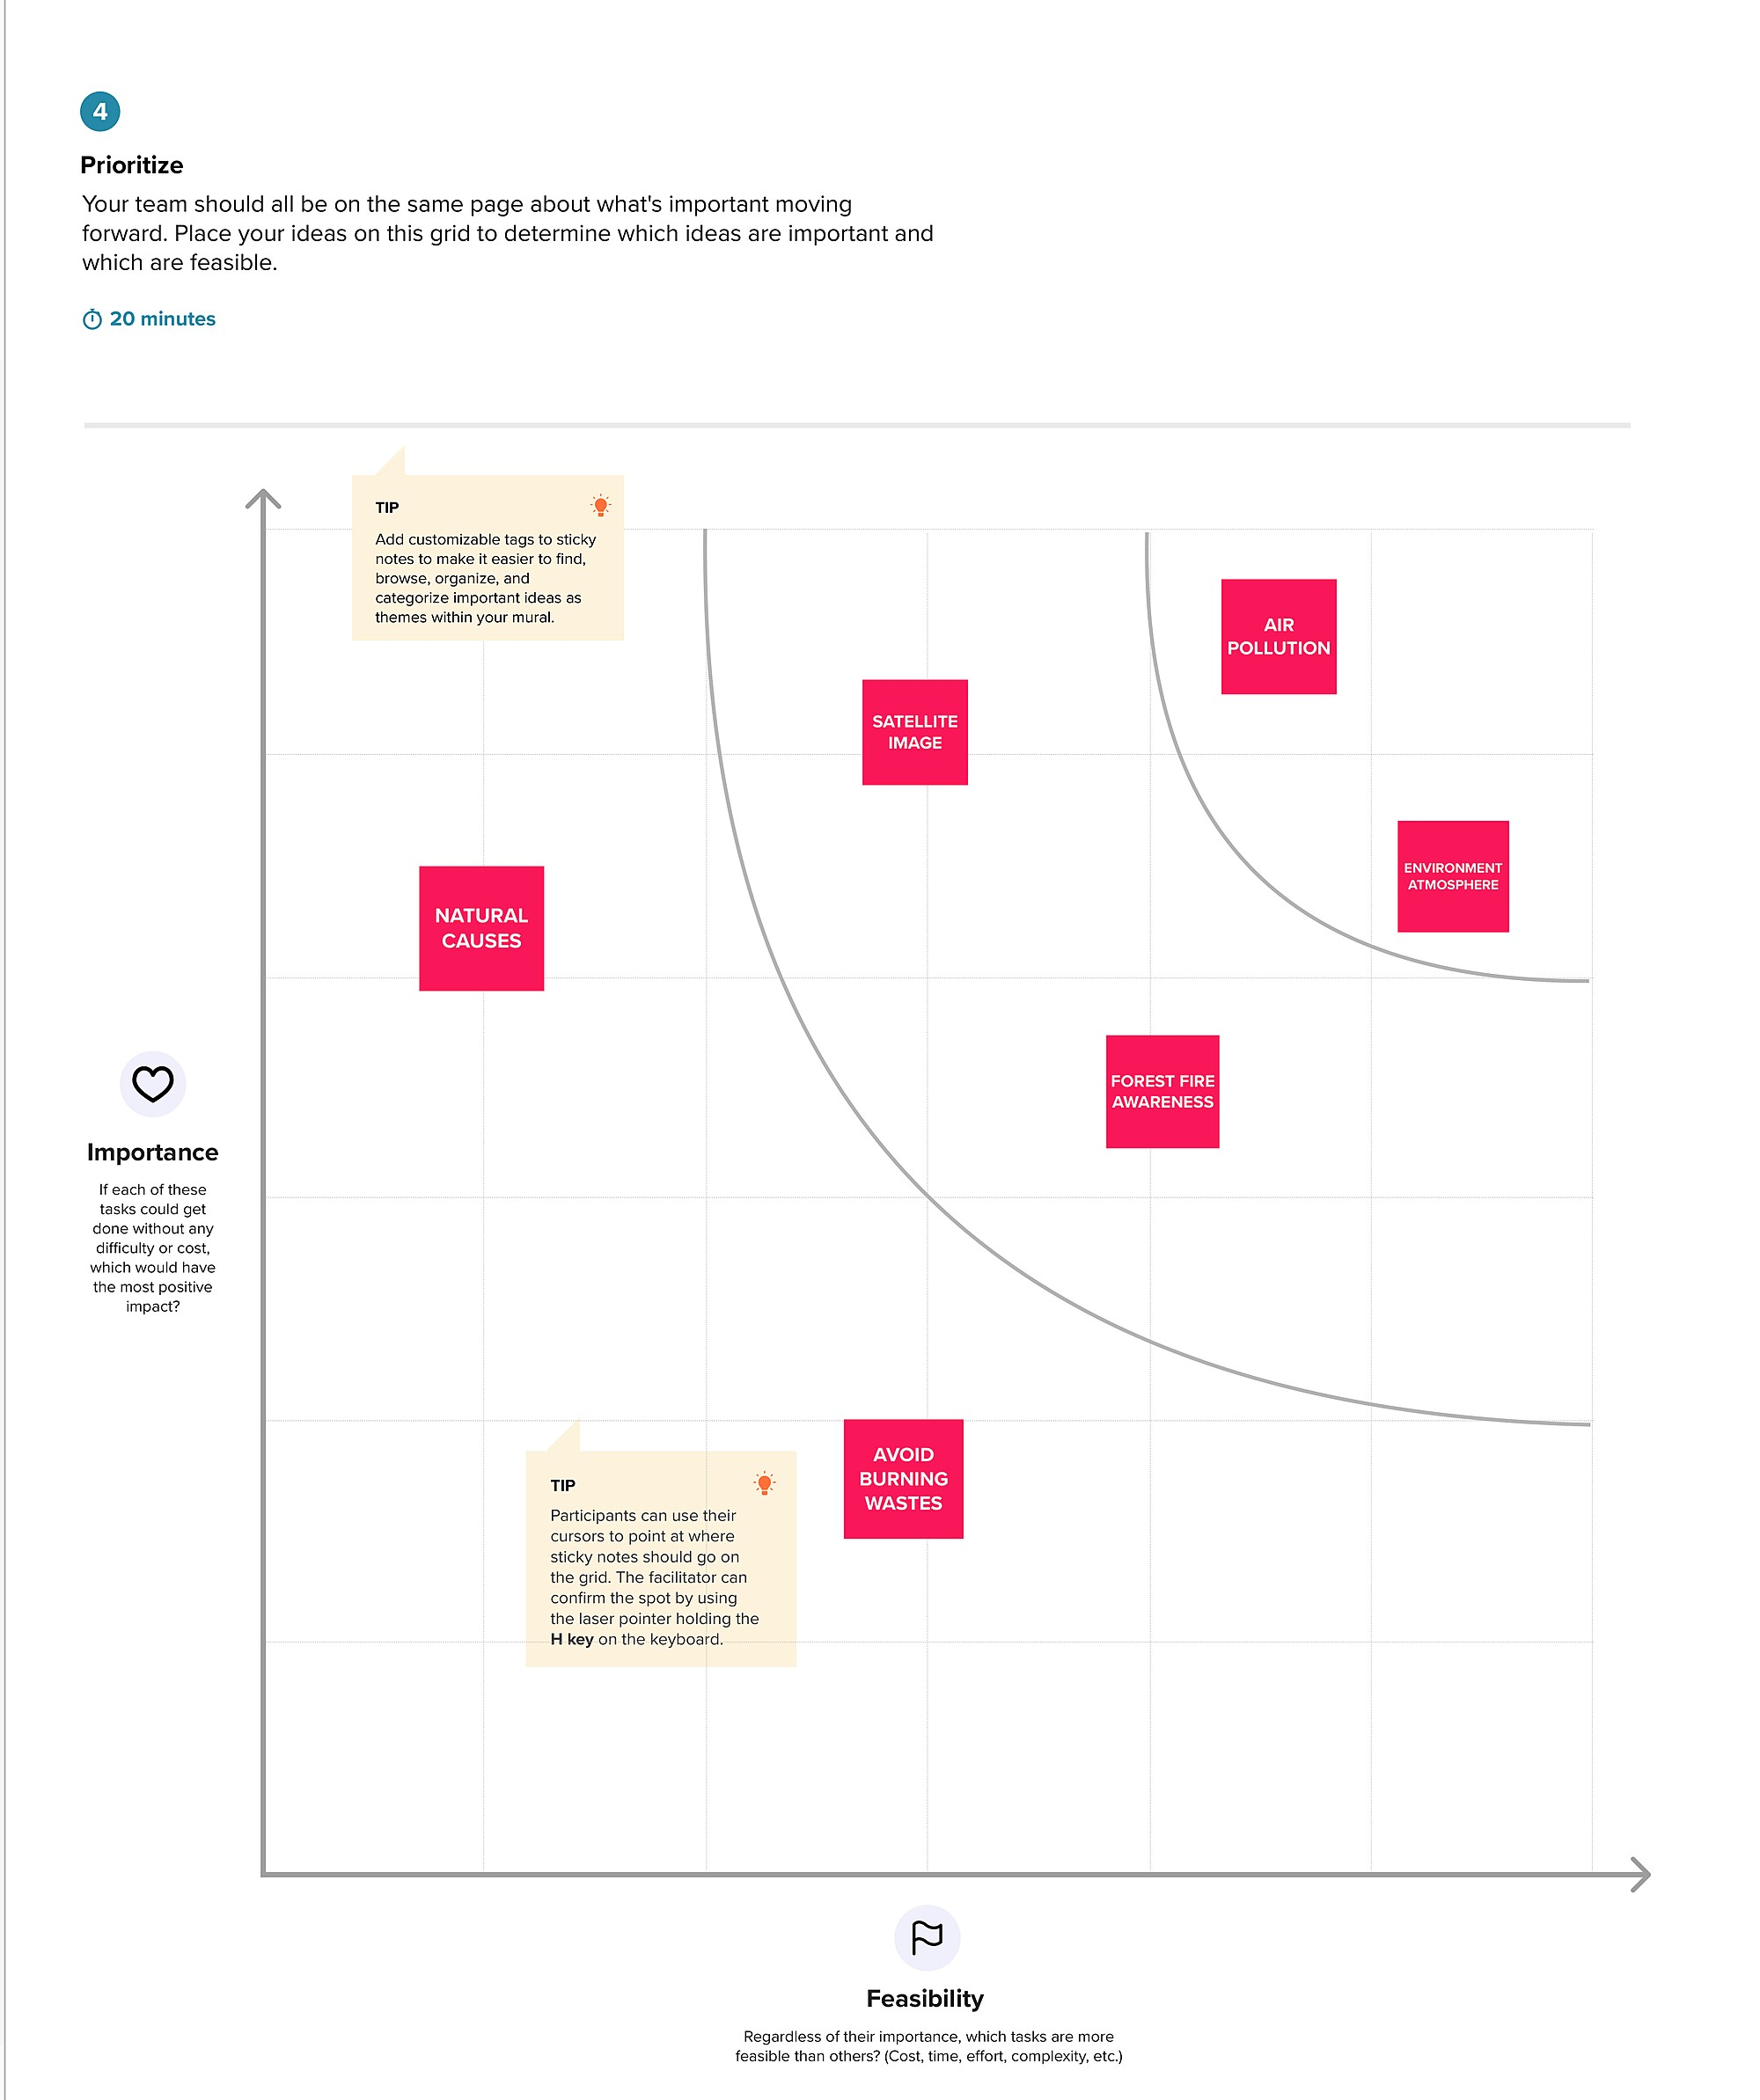 4
Prioritize
Your team should all be on the same page about what's important moving
forward. Place your ideas on this grid to determine which ideas are important and
which are feasible.
20 minutes
TIP
Add customizable tags to sticky
notes to make it easier to find,
browse, organize, and
categorize important ideas as
themes within your mural.
AIR
POLLUTION
SATELLITE
IMAGE
ENVIRONMENT
ATMOSPHERE
NATURAL
CAUSES
FOREST FIRE
AWARENESS
Importance
If each of these
tasks could get
done without any
difficulty or cost,
which would have
the most positive
impact?
AVOID
BURNING
WASTES
TIP
Participants can use their
cursors to point at where
sticky notes should go on
the grid. The facilitator can
confirm the spot by using
the laser pointer holding the
H key on the keyboard.
Feasibility
Regardless of their importance, which tasks are more
feasible than others? (Cost, time, effort, complexity, etc.)